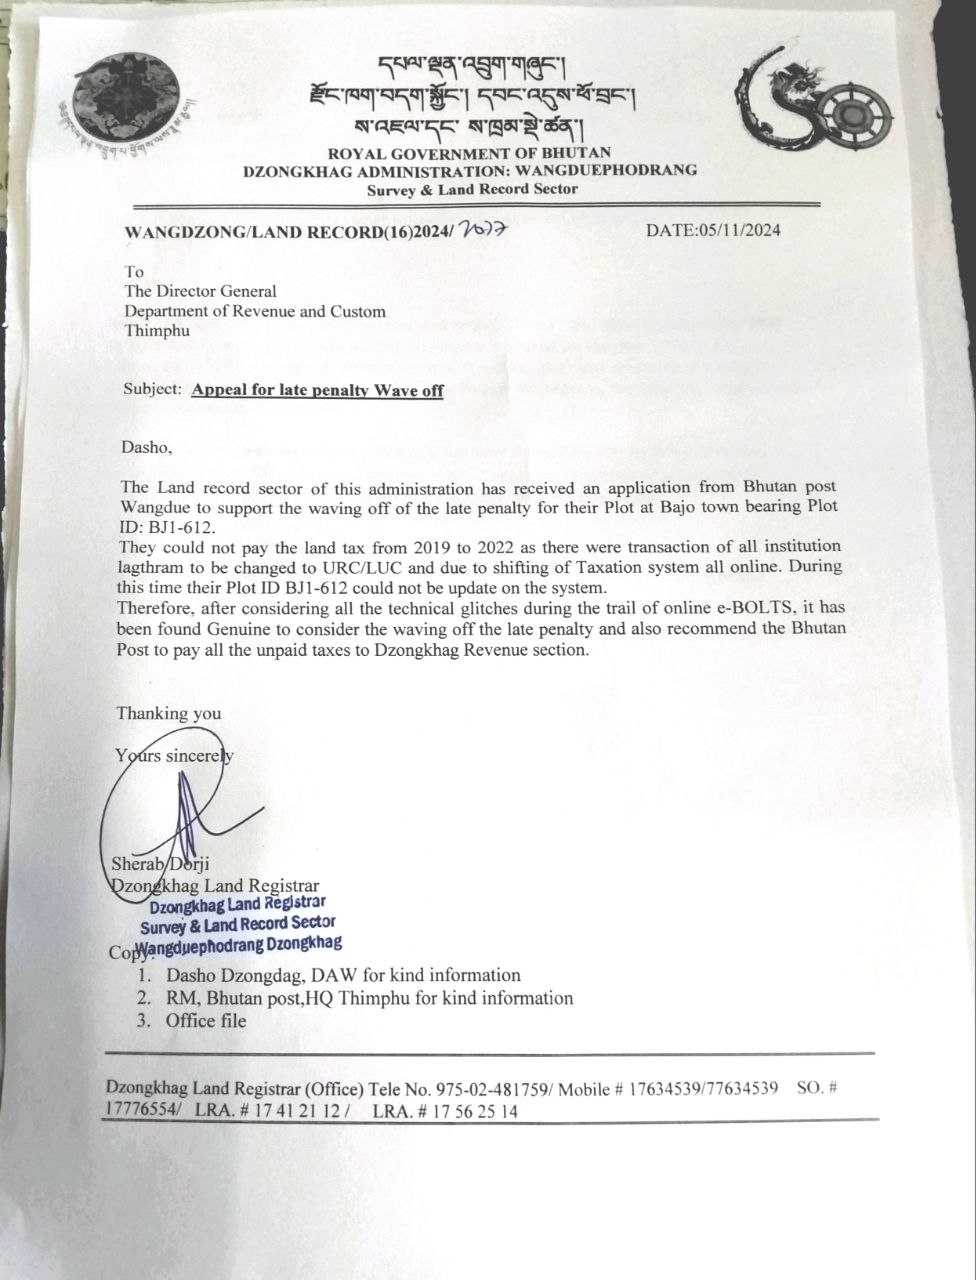 དཔལ་ལྡན་འབྲུག་གཞུང་།
རྫོང་ཁག་བདག་སྐྱོང་། དབང་འདུས་ཕོ་བྲང་།
ས་འཇལ་དང་ ས་ཁྲམ་སྡེ་ཚན།
ROYAL GOVERNMENT OF BHUTAN
DZONGKHAG ADMINISTRATION: WANGDUEPHODRANG
Survey & Land Record Sector
WANGDZONG/LAND RECORD(16)2024/ DATE:05/11/2024
To
The Director General
Department of Revenue and Custom
Thimphu
Subject: Appeal for late penalty Wave off
Dasho,
The Land record sector of this administration has received an application from Bhutan post
Wangdue to support the waving off of the late penalty for their Plot at Bajo town bearing Plot
ID: BJ1-612.
They could not pay the land tax from 2019 to 2022 as there were transaction of all institution
lagthram to be changed to URC/LUC and due to shifting of Taxation system all online. During
this time their Plot ID BJ1-612 could not be update on the system.
Therefore, after considering all the technical glitches during the trail of online e-BOLTS, it has
been found Genuine to consider the waving off the late penalty and also recommend the Bhutan
Post to pay all the unpaid taxes to Dzongkhag Revenue section.
Thanking you
Yours sincerely
Sherab Dorji
Dzongkhag Land Registrar
Dzongkhag Land Registrar
Survey & Land Record Sector
Wangduephodrang Dzongkhag
Copy:
1. Dasho Dzongdag, DAW for kind information
2. RM, Bhutan post,HQ Thimphu for kind information
3. Office file
Dzongkhag Land Registrar (Office) Tele No. 975-02-481759/ Mobile # 17634539/77634539 SO. #
17776554/ LRA. # 17 41 21 12 / LRA. # 17 56 25 14